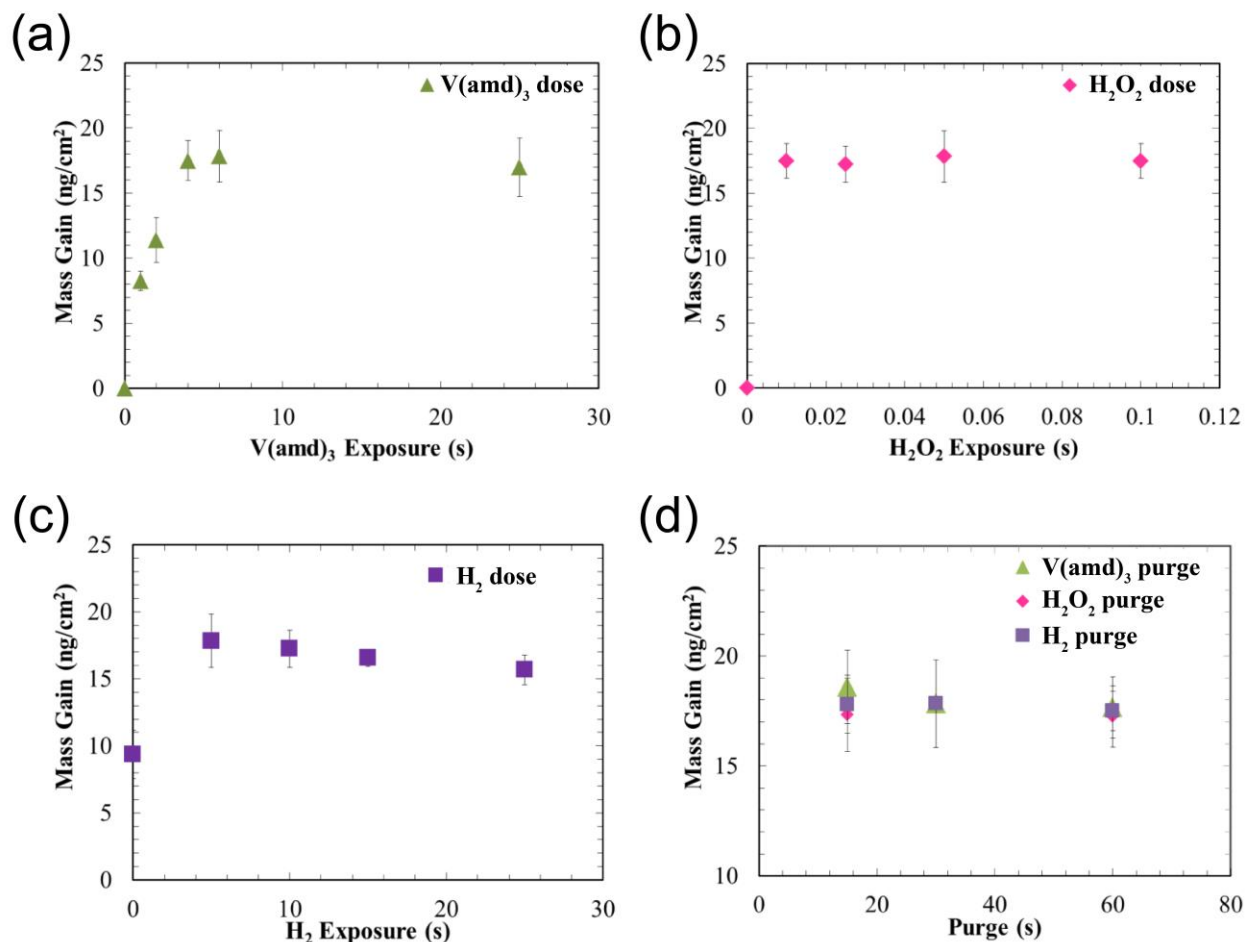 (a)
25
20
15
10
5
0
0
10
20
30
Mass Gain (ng/cm²)
V(amd)₃ dose
V(amd)₃ Exposure (s)
(b)
25
20
15
10
5
0
0
0.02
0.04
0.06
0.08
0.1
0.12
Mass Gain (ng/cm²)
H₂O₂ dose
H₂O₂ Exposure (s)
(c)
25
20
15
10
5
0
0
10
20
30
Mass Gain (ng/cm²)
H₂ dose
H₂ Exposure (s)
(d)
25
20
15
10
0
20
40
60
80
Mass Gain (ng/cm²)
V(amd)₃ purge
H₂O₂ purge
H₂ purge
Purge (s)